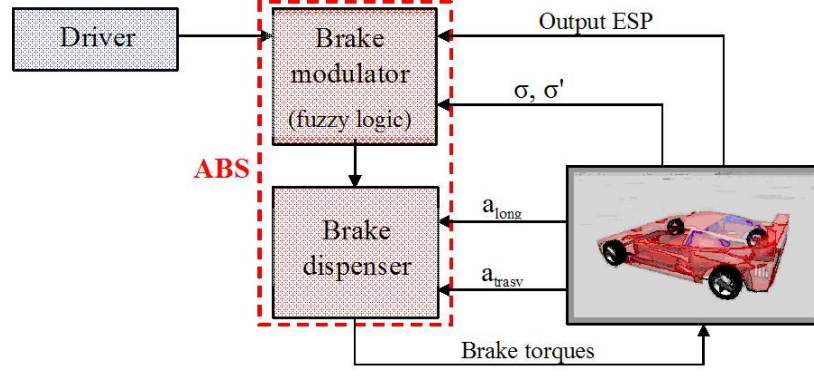 Driver
Brake
modulator
(fuzzy logic)
Output ESP
σ, σ'
ABS
Brake
dispenser
a_long
a_trasv
Brake torques